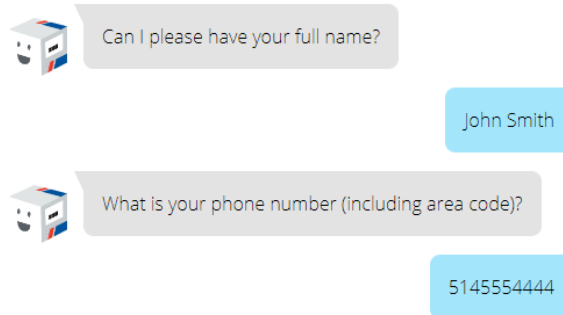 Can I please have your full name?
John Smith
What is your phone number (including area code)?
5145554444